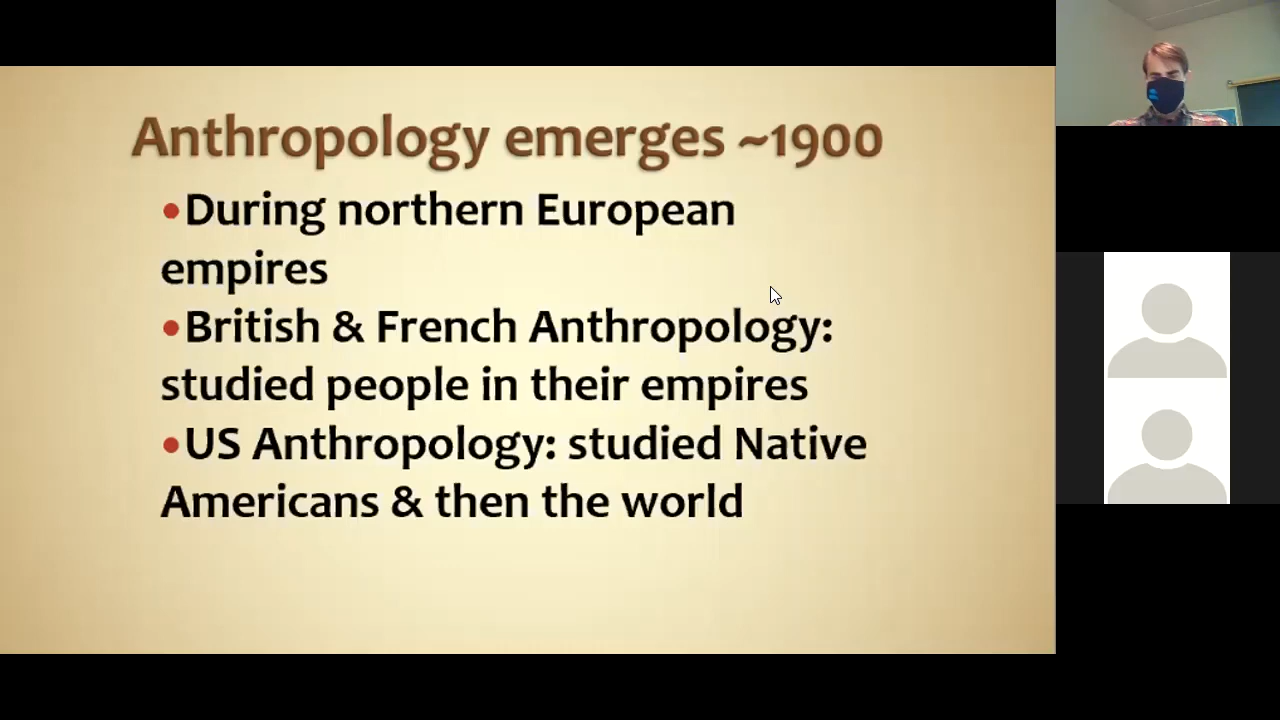 Anthropology emerges ~1900
•During northern European
empires
•British & French Anthropology:
studied people in their empires
•US Anthropology: studied Native
Americans & then the world